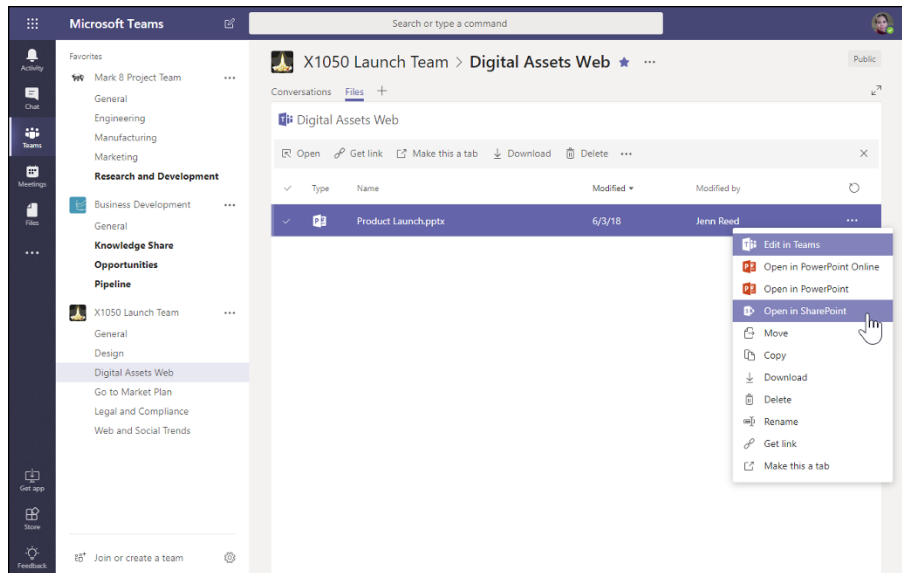 Microsoft Teams
Search or type a command
Activity
Chat
Teams
Meetings
Files
Get app
Store
Feedback
Favorites
Mark 8 Project Team
General
Engineering
Manufacturing
Marketing
Research and Development
Business Development
General
Knowledge Share
Opportunities
Pipeline
X1050 Launch Team
General
Design
Digital Assets Web
Go to Market Plan
Legal and Compliance
Web and Social Trends
Join or create a team
X1050 Launch Team > Digital Assets Web
Public
Conversations Files
Digital Assets Web
Open Get link Make this a tab Download Delete
Type Name Modified Modified by
Product Launch.pptx 6/3/18 Jenn Reed
Edit in Teams
Open in PowerPoint Online
Open in PowerPoint
Open in SharePoint
Move
Copy
Download
Delete
Rename
Get link
Make this a tab